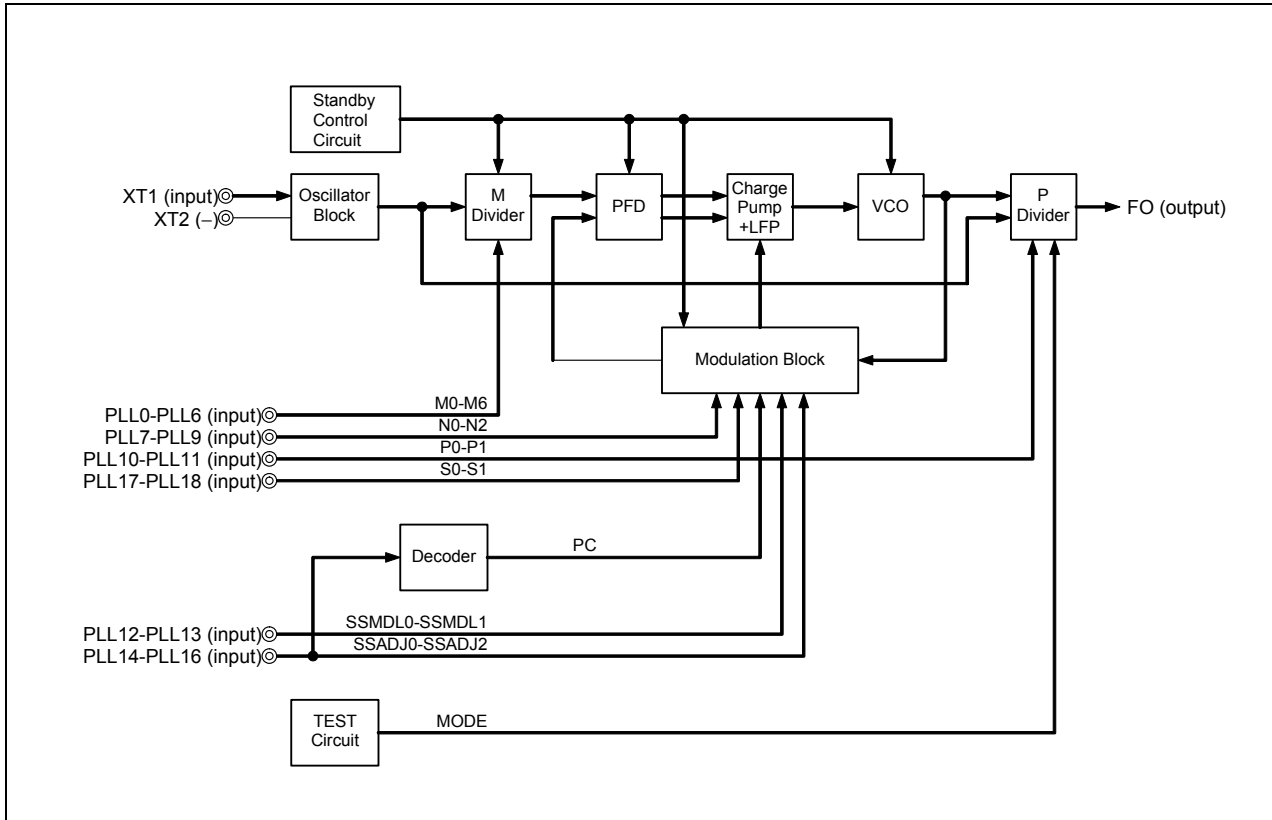 Standby
Control
Circuit
XT1 (input)
XT2 (–)
Oscillator
Block
M
Divider
PFD
Charge
Pump
+LFP
VCO
P
Divider
FO (output)
Modulation Block
PLL0-PLL6 (input)
M0-M6
PLL7-PLL9 (input)
N0-N2
PLL10-PLL11 (input)
P0-P1
PLL17-PLL18 (input)
S0-S1
Decoder
PC
PLL12-PLL13 (input)
SSMDL0-SSMDL1
PLL14-PLL16 (input)
SSADJ0-SSADJ2
TEST
Circuit
MODE